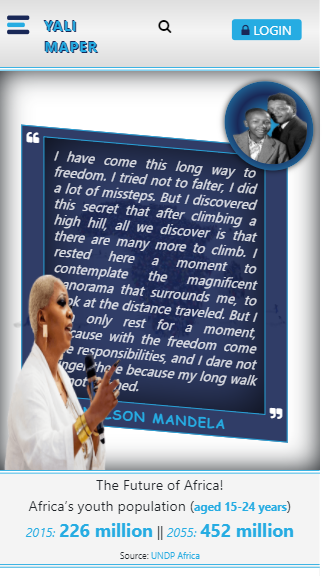 YALI
MAPER
LOGIN
❝
I have come this long way to
freedom. I tried not to falter, I did
a lot of missteps. But I discovered
this secret that after climbing a
high hill, all we discover is that
there are many more to climb. I
rested here a moment to
contemplate the magnificent
panorama that surrounds me, to
look at the distance traveled. But I
only rest for a moment,
because with the freedom come
responsibilities, and I dare not
because my long walk
not
❞
MANDELA
The Future of Africa!
Africa’s youth population (aged 15-24 years)
2015: 226 million || 2055: 452 million
Source: UNDP Africa